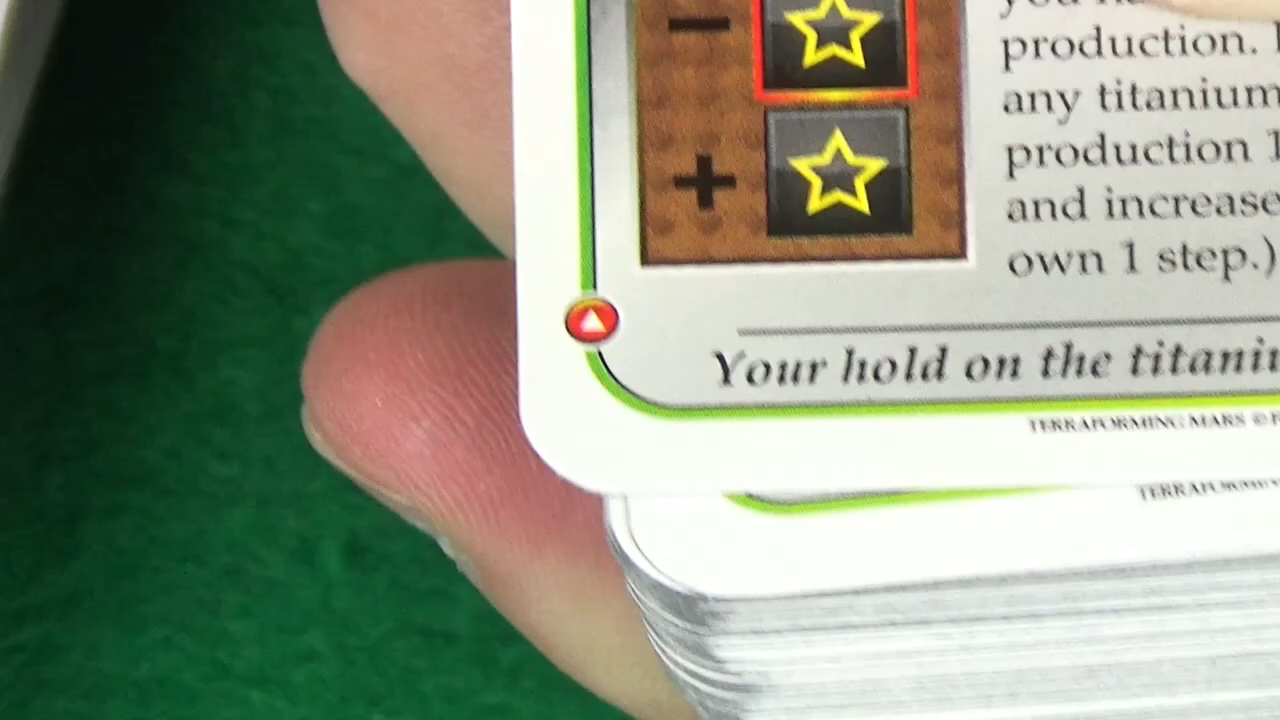 production.
any titanium
production 1
and increase
own 1 step.)
Your hold on the
TERRAFORMING MARS ©